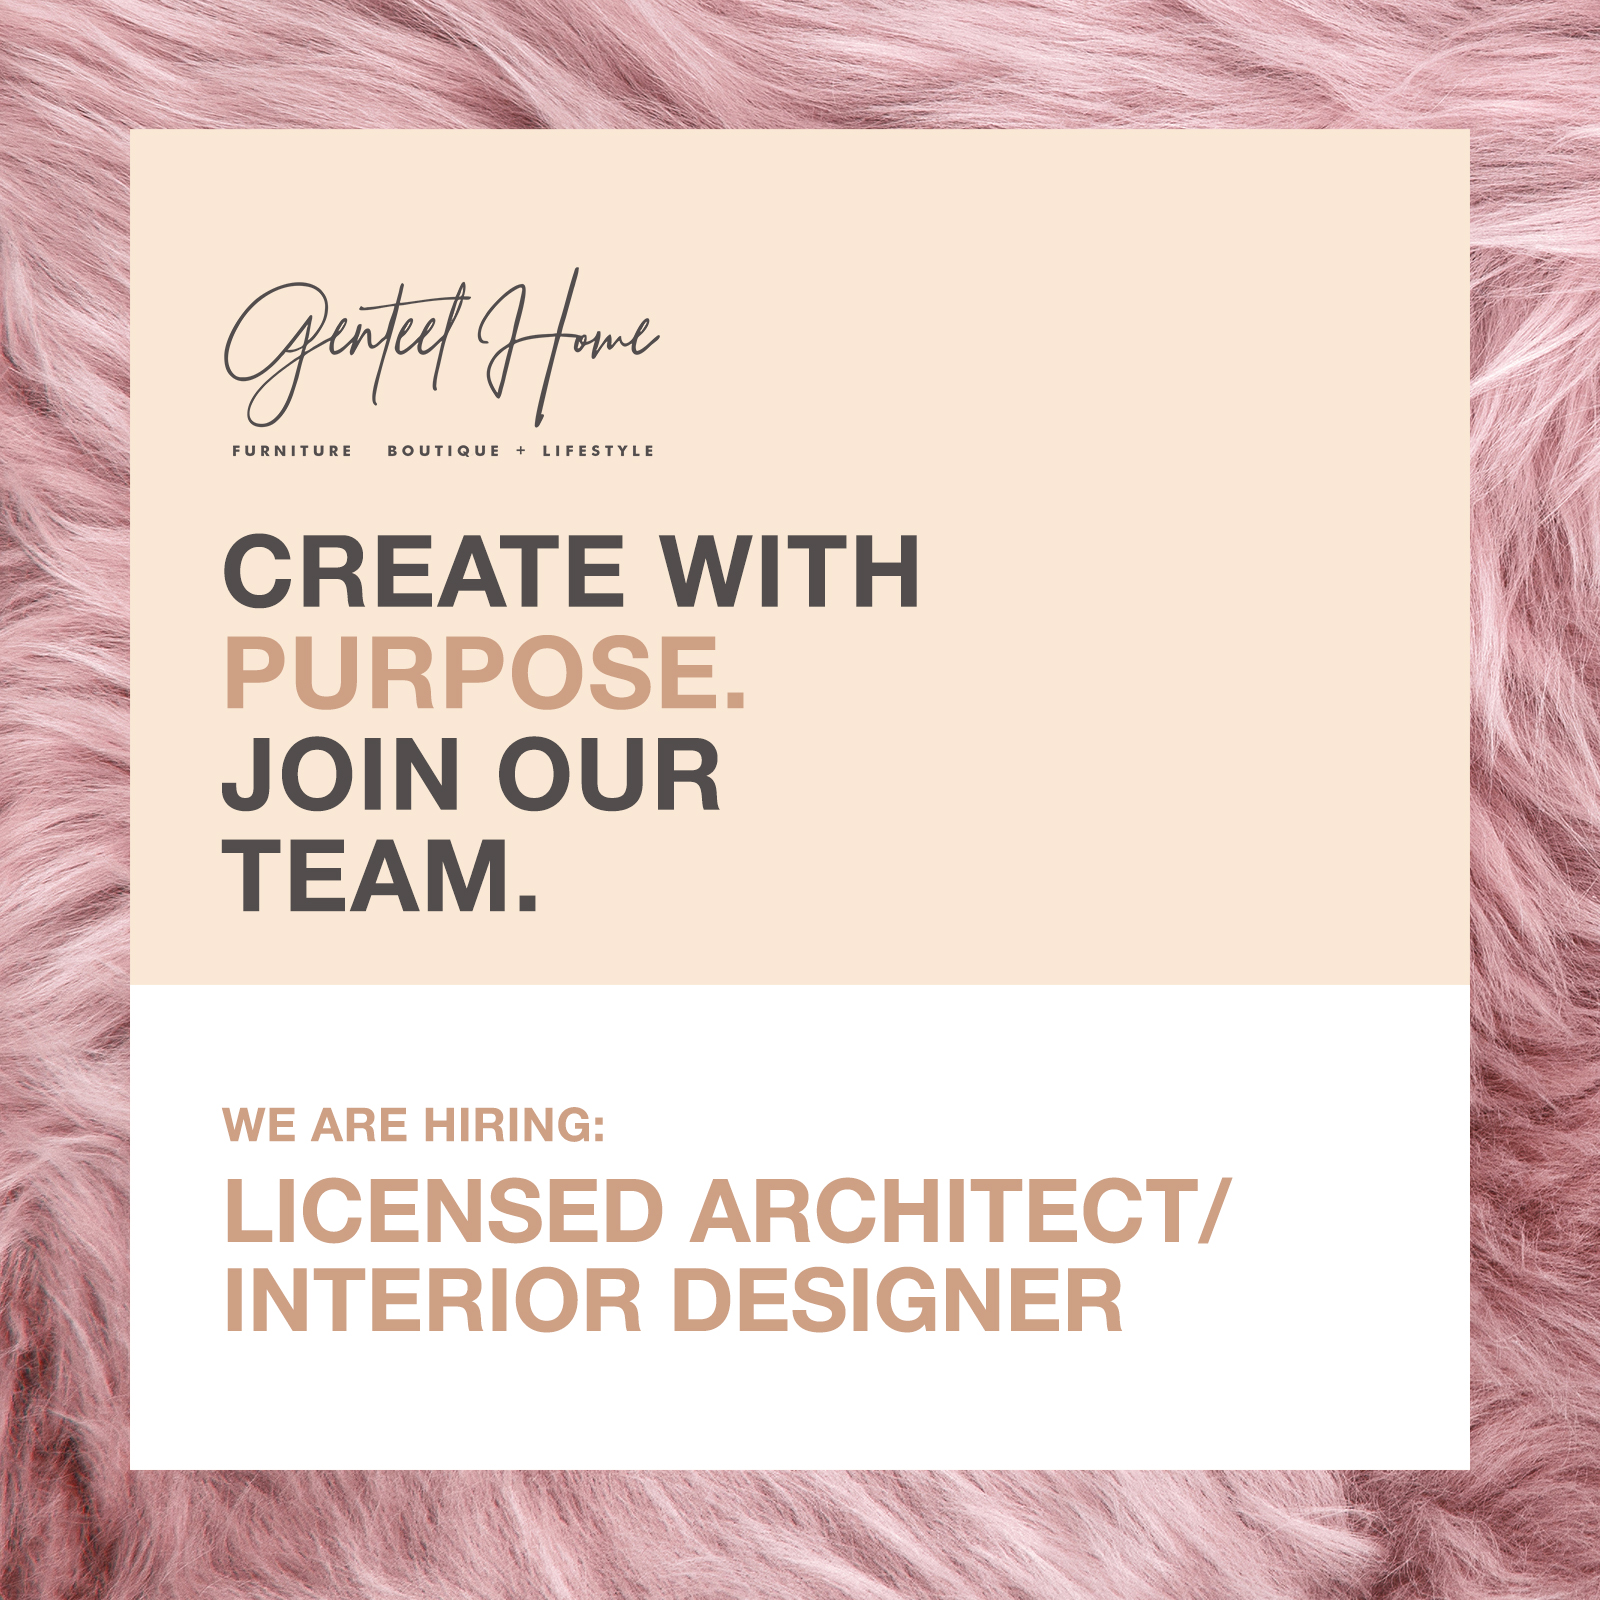 Genteel Home
FURNITURE BOUTIQUE + LIFESTYLE
CREATE WITH
PURPOSE.
JOIN OUR
TEAM.
WE ARE HIRING:
LICENSED ARCHITECT/
INTERIOR DESIGNER